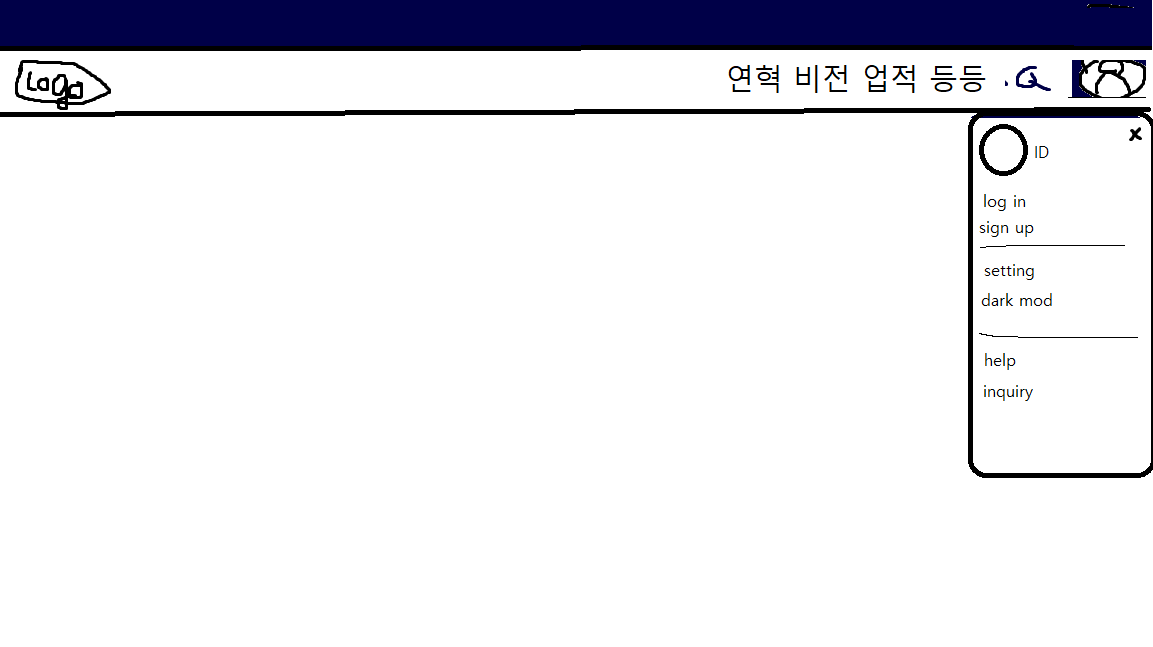 Logo
연혁 비전 업적 등등
ID
log in
sign up
setting
dark mod
help
inquiry